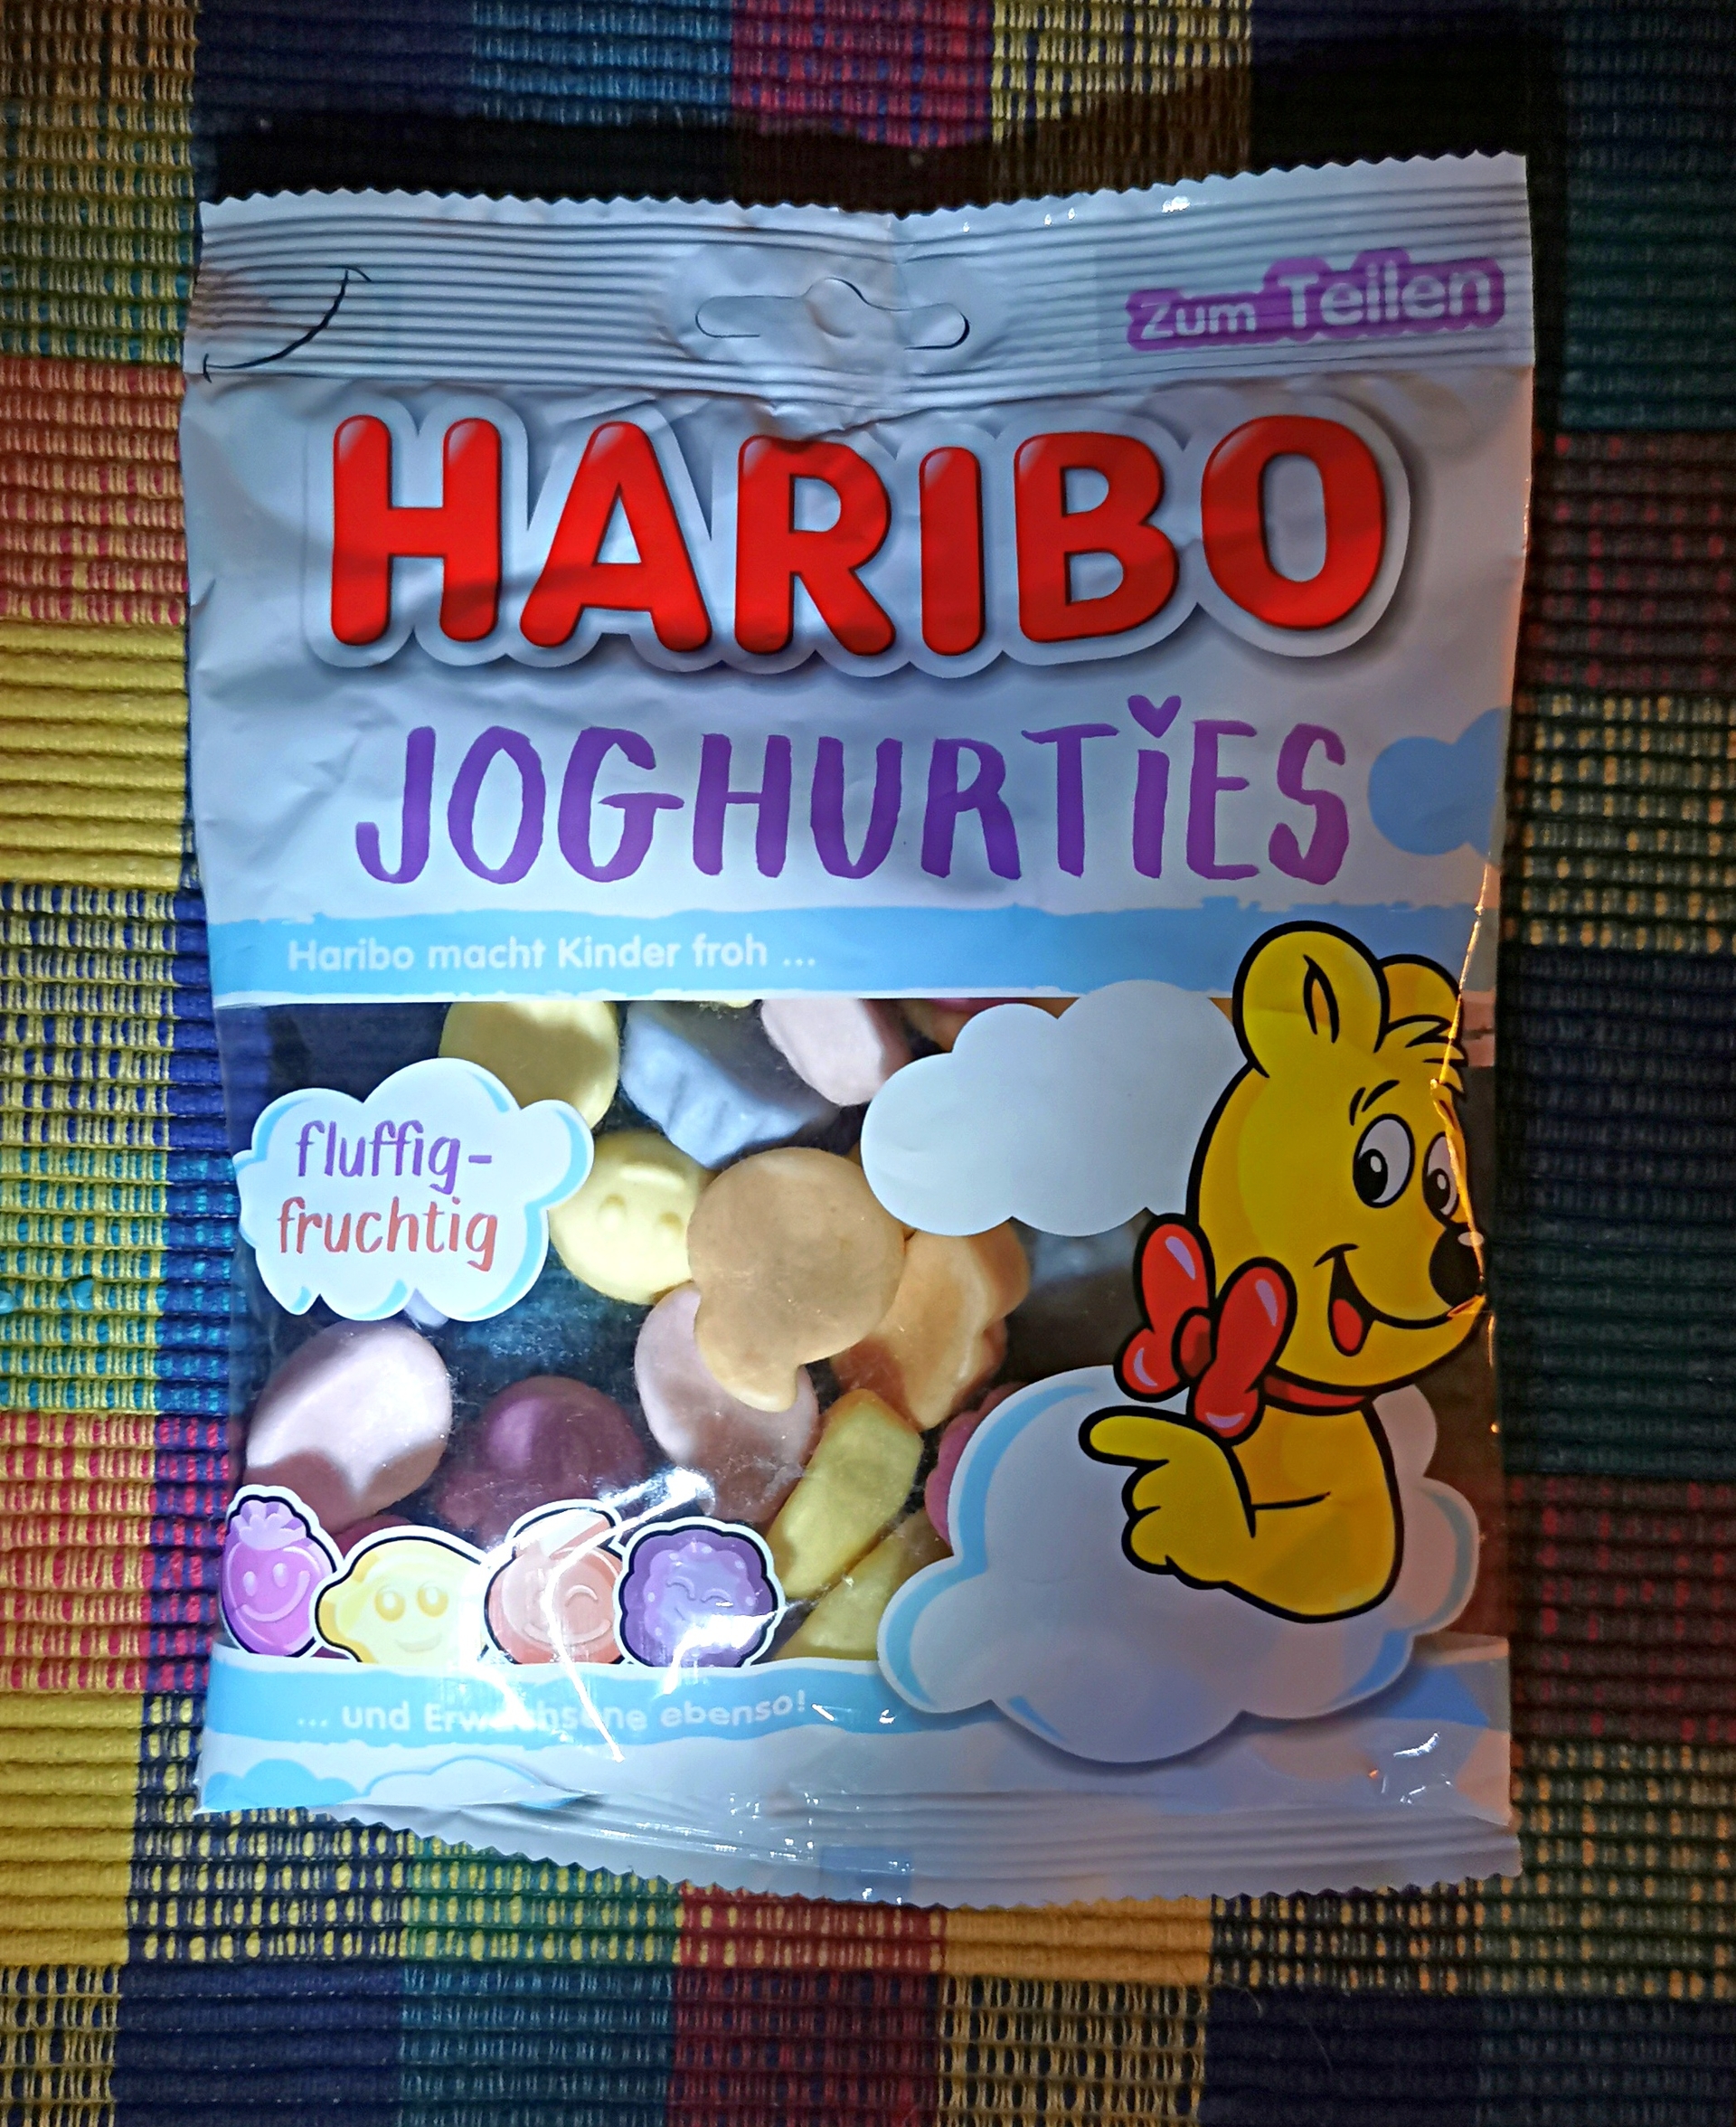 Zum Teilen
HARIBO
JOGHURTiES
Haribo macht Kinder froh ...
fluffig-
fruchtig
... und Erwachsene ebenso!